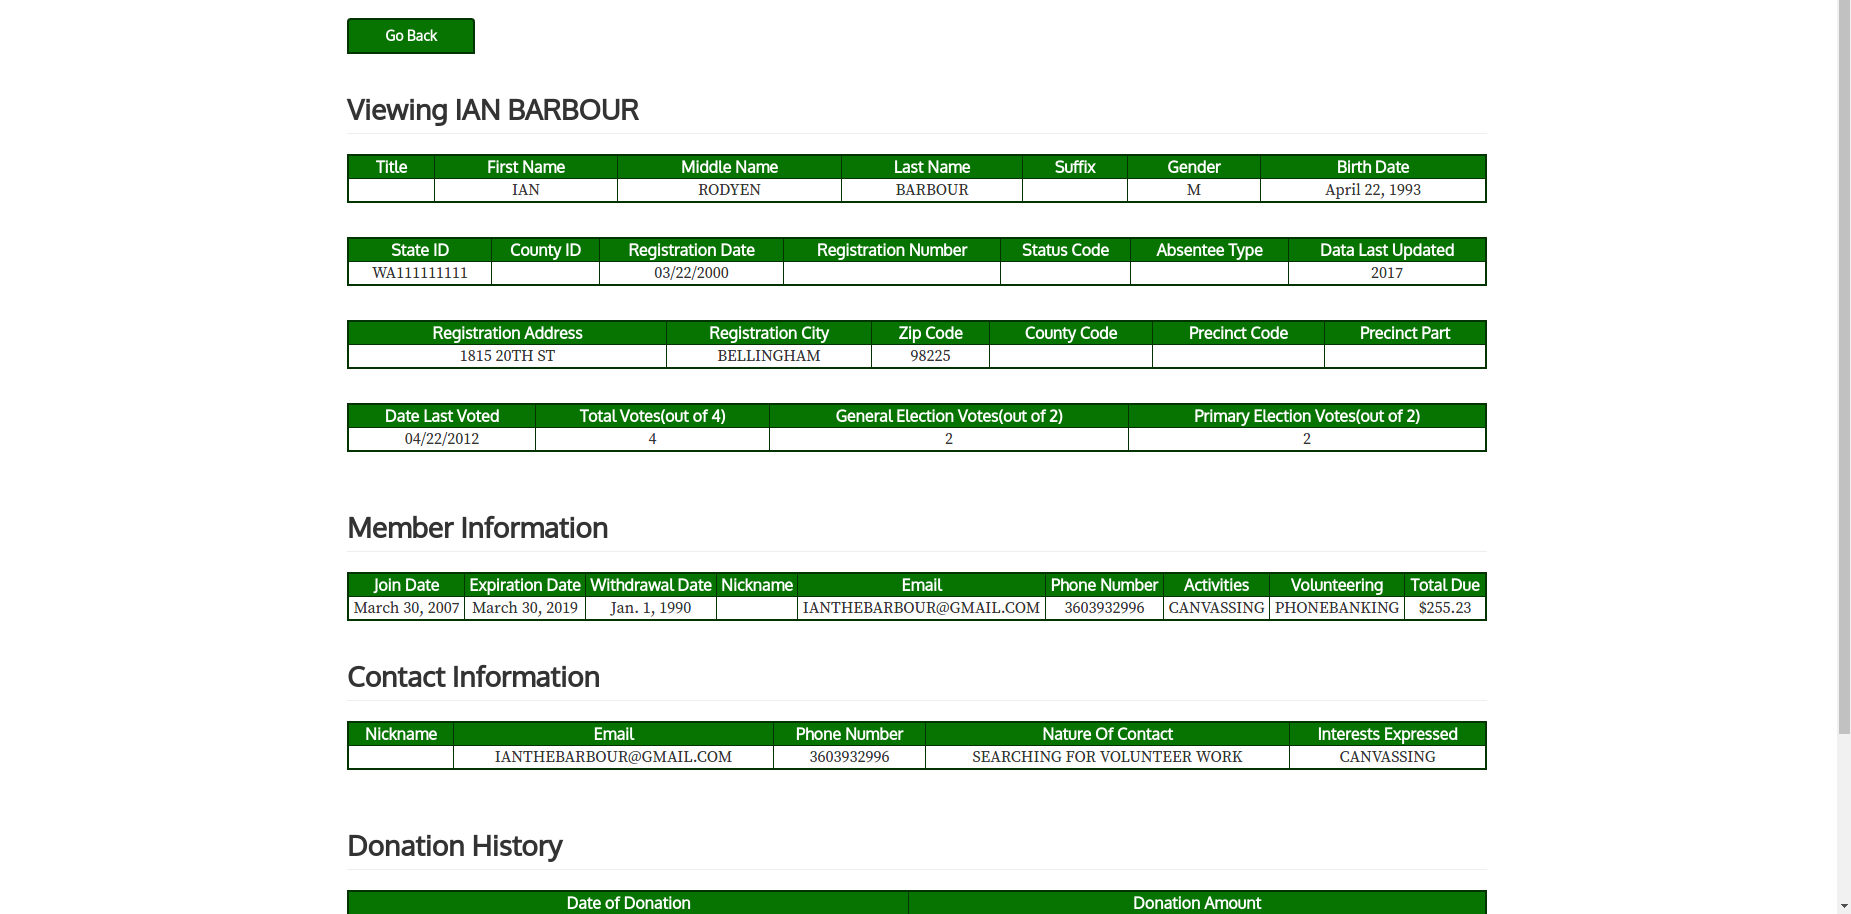 Go Back
Viewing IAN BARBOUR
Title First Name Middle Name Last Name Suffix Gender Birth Date
IAN RODYEN BARBOUR M April 22, 1993
State ID County ID Registration Date Registration Number Status Code Absentee Type Data Last Updated
WA111111111 03/22/2000 2017
Registration Address Registration City Zip Code County Code Precinct Code Precinct Part
1815 20TH ST BELLINGHAM 98225
Date Last Voted Total Votes(out of 4) General Election Votes(out of 2) Primary Election Votes(out of 2)
04/22/2012 4 2 2
Member Information
Join Date Expiration Date Withdrawal Date Nickname Email Phone Number Activities Volunteering Total Due
March 30, 2007 March 30, 2019 Jan. 1, 1990 IANTHEBARBOUR@GMAIL.COM 3603932996 CANVASSING PHONEBANKING $255.23
Contact Information
Nickname Email Phone Number Nature Of Contact Interests Expressed
IANTHEBARBOUR@GMAIL.COM 3603932996 SEARCHING FOR VOLUNTEER WORK CANVASSING
Donation History
Date of Donation Donation Amount